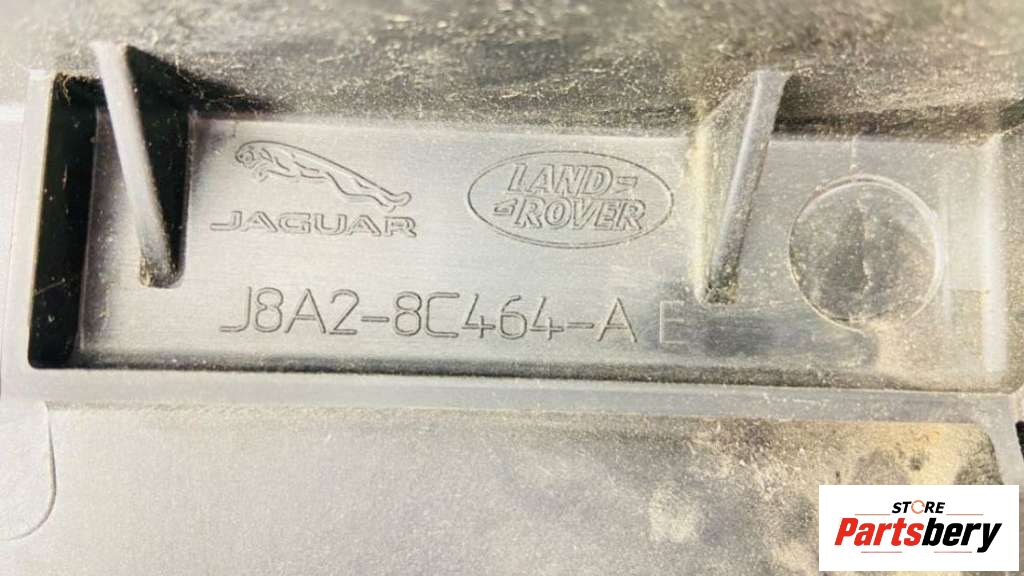 JAGUAR
LAND-
-ROVER
J8A2-8C464-A E
STORE
Partsbery